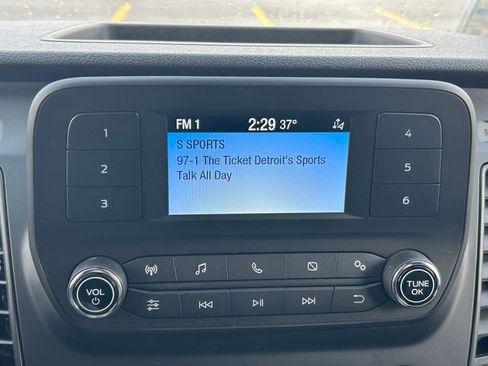 FM 1 2:29 37°
S SPORTS
97-1 The Ticket Detroit's Sports
Talk All Day
1 4
2 5
3 6
VOL
TUNE
OK